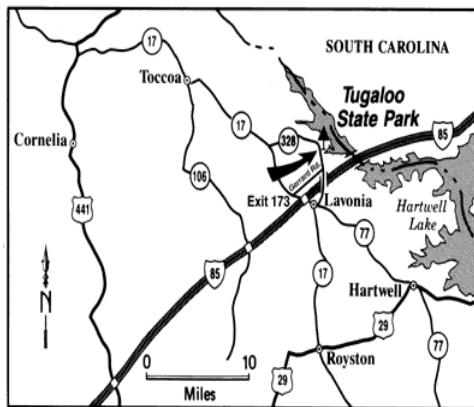 17
SOUTH CAROLINA
Toccoa
Tugaloo
State Park
17
328
85
Cornelia
106
Gerrard Rd.
Exit 173
Lavonia
441
Hartwell
Lake
77
17
85
N
Hartwell
29
77
0 10
Royston
29
Miles